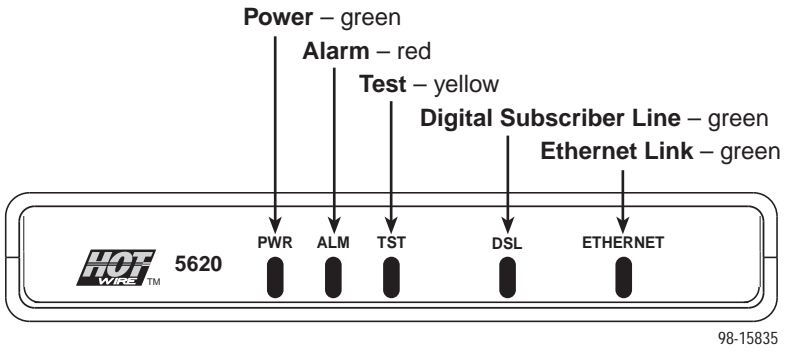 Power – green
Alarm – red
Test – yellow
Digital Subscriber Line – green
Ethernet Link – green
PWR ALM TST DSL ETHERNET
HOT WIRE TM 5620
98-15835